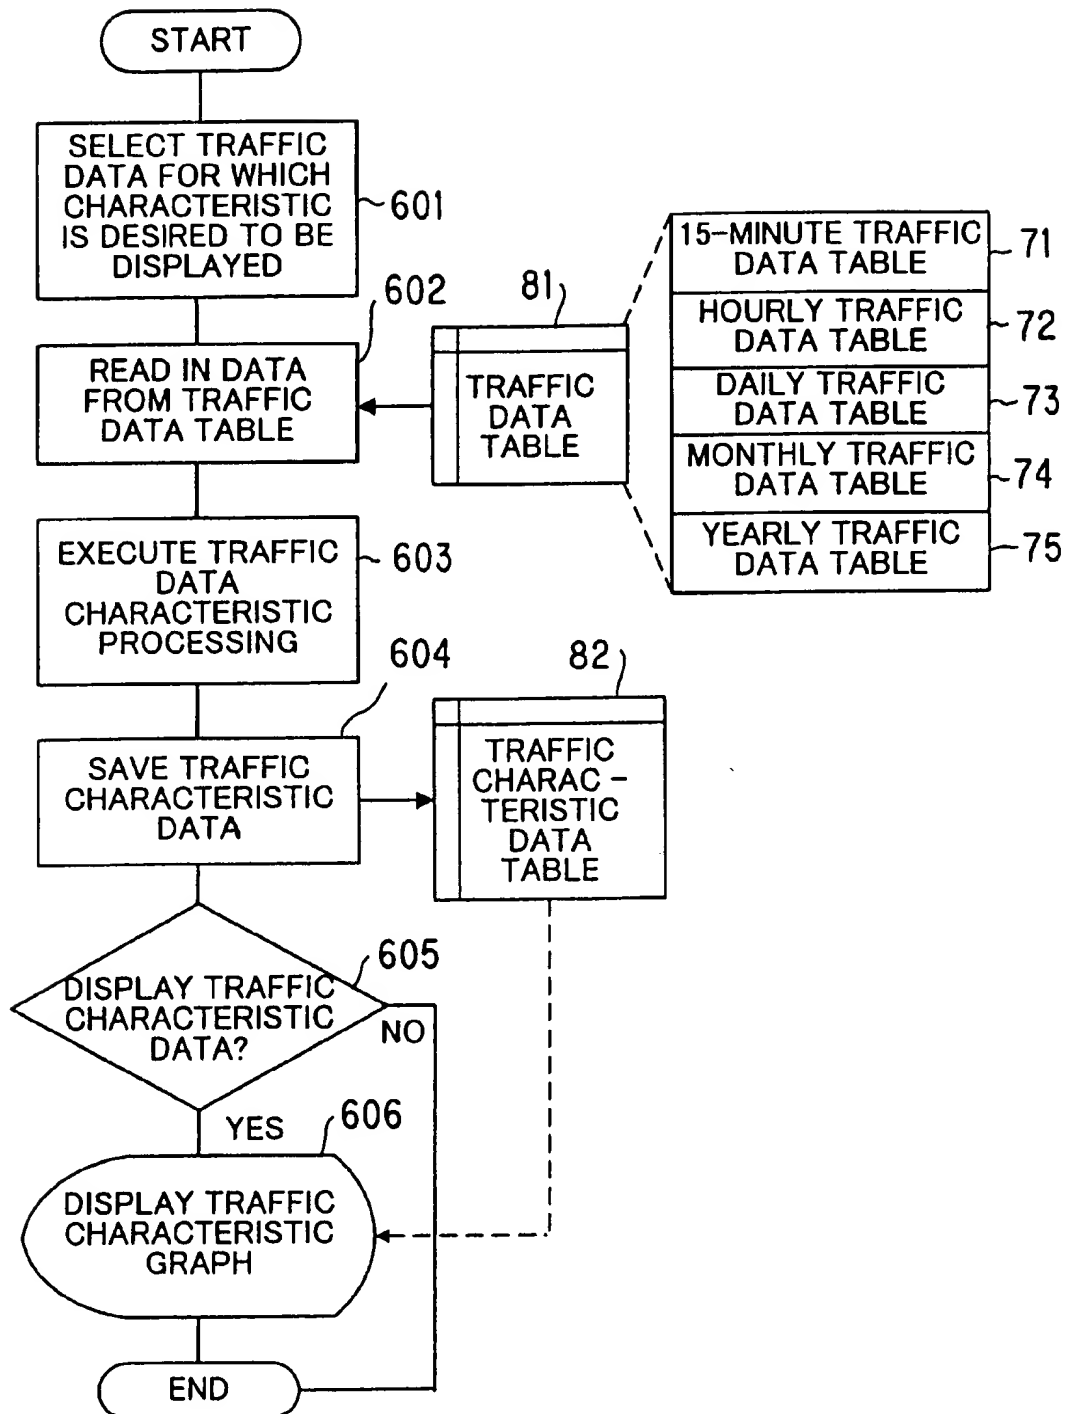 START
SELECT TRAFFIC
DATA FOR WHICH
CHARACTERISTIC
IS DESIRED TO BE
DISPLAYED
601
602
READ IN DATA
FROM TRAFFIC
DATA TABLE
81
TRAFFIC
DATA
TABLE
15-MINUTE TRAFFIC
DATA TABLE
71
HOURLY TRAFFIC
DATA TABLE
72
DAILY TRAFFIC
DATA TABLE
73
MONTHLY TRAFFIC
DATA TABLE
74
YEARLY TRAFFIC
DATA TABLE
75
EXECUTE TRAFFIC
DATA
CHARACTERISTIC
PROCESSING
603
604
SAVE TRAFFIC
CHARACTERISTIC
DATA
82
TRAFFIC
CHARAC-
TERISTIC
DATA
TABLE
605
DISPLAY TRAFFIC
CHARACTERISTIC
DATA?
NO
YES
606
DISPLAY TRAFFIC
CHARACTERISTIC
GRAPH
END